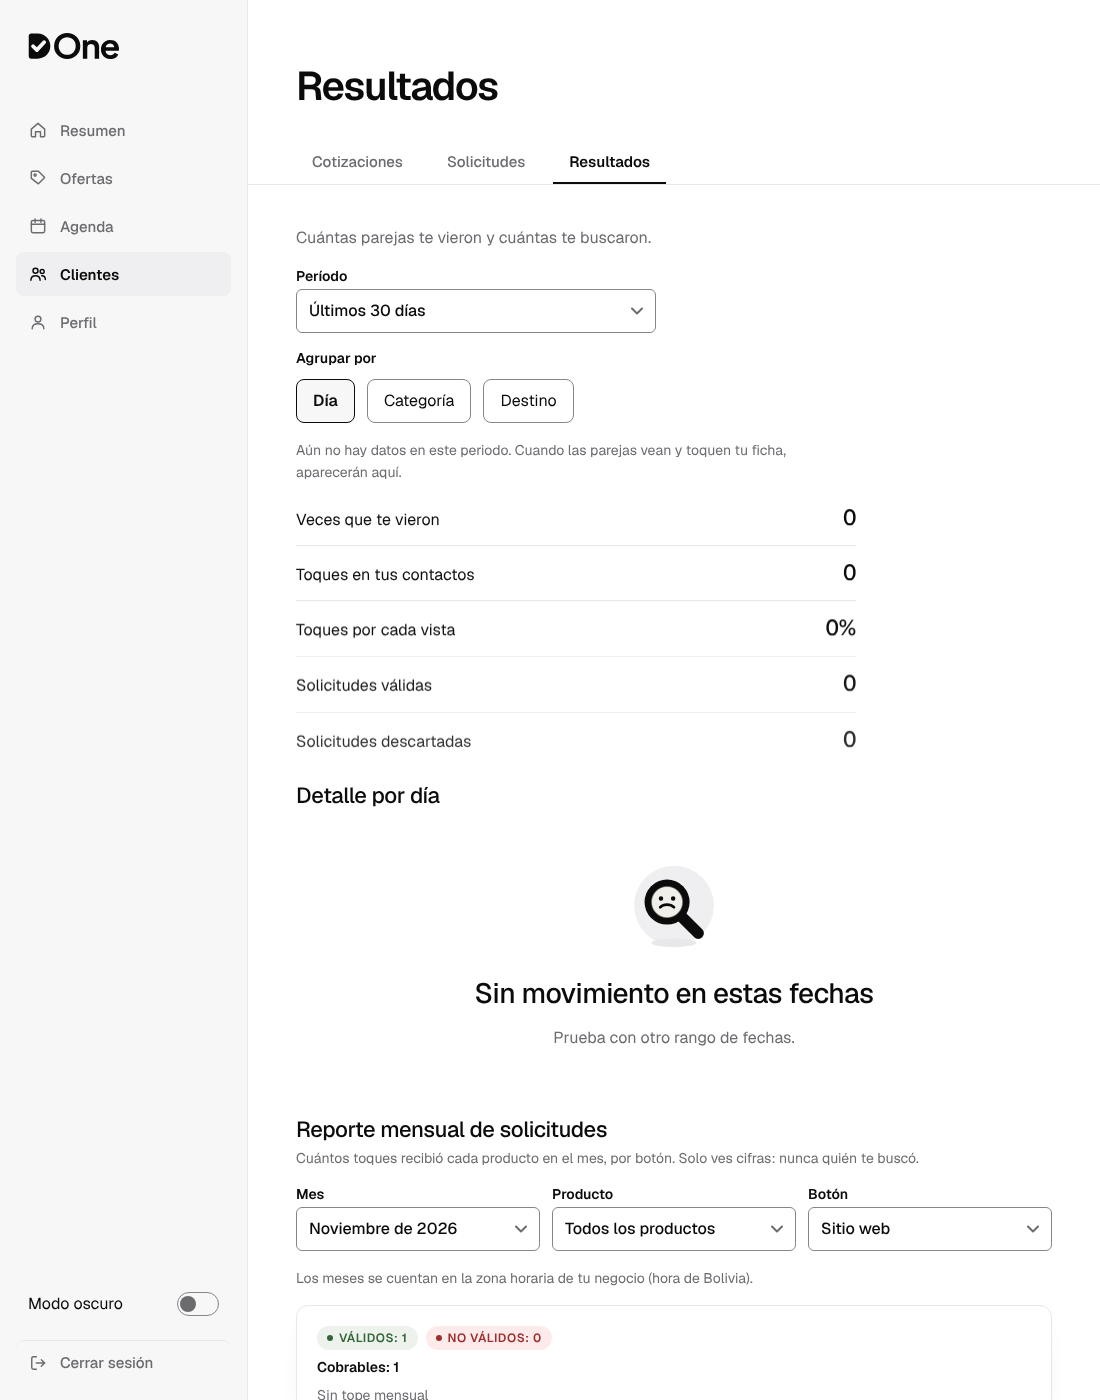 One
Resumen
Ofertas
Agenda
Clientes
Perfil
Modo oscuro
Cerrar sesión
Resultados
Cotizaciones
Solicitudes
Resultados
Cuántas parejas te vieron y cuántas te buscaron.
Período
Últimos 30 días
Agrupar por
Día
Categoría
Destino
Aún no hay datos en este periodo. Cuando las parejas vean y toquen tu ficha,
aparecerán aquí.
Veces que te vieron 0
Toques en tus contactos 0
Toques por cada vista 0%
Solicitudes válidas 0
Solicitudes descartadas 0
Detalle por día
Sin movimiento en estas fechas
Prueba con otro rango de fechas.
Reporte mensual de solicitudes
Cuántos toques recibió cada producto en el mes, por botón. Solo ves cifras: nunca quién te buscó.
Mes
Noviembre de 2026
Producto
Todos los productos
Botón
Sitio web
Los meses se cuentan en la zona horaria de tu negocio (hora de Bolivia).
VÁLIDOS: 1
NO VÁLIDOS: 0
Cobrables: 1
Sin tope mensual